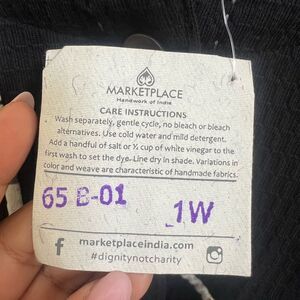 MARKETPLACE
Handwork of India
CARE INSTRUCTIONS
Wash separately, gentle cycle, no bleach or bleach
alternatives. Use cold water and mild detergent.
Add a handful of salt or ½ cup of white vinegar to the
first wash to set the dye. Line dry in shade. Variations in
color and weave are characteristic of handmade fabrics.
65 B-01 1W
f marketplaceindia.com
#dignitynotcharity